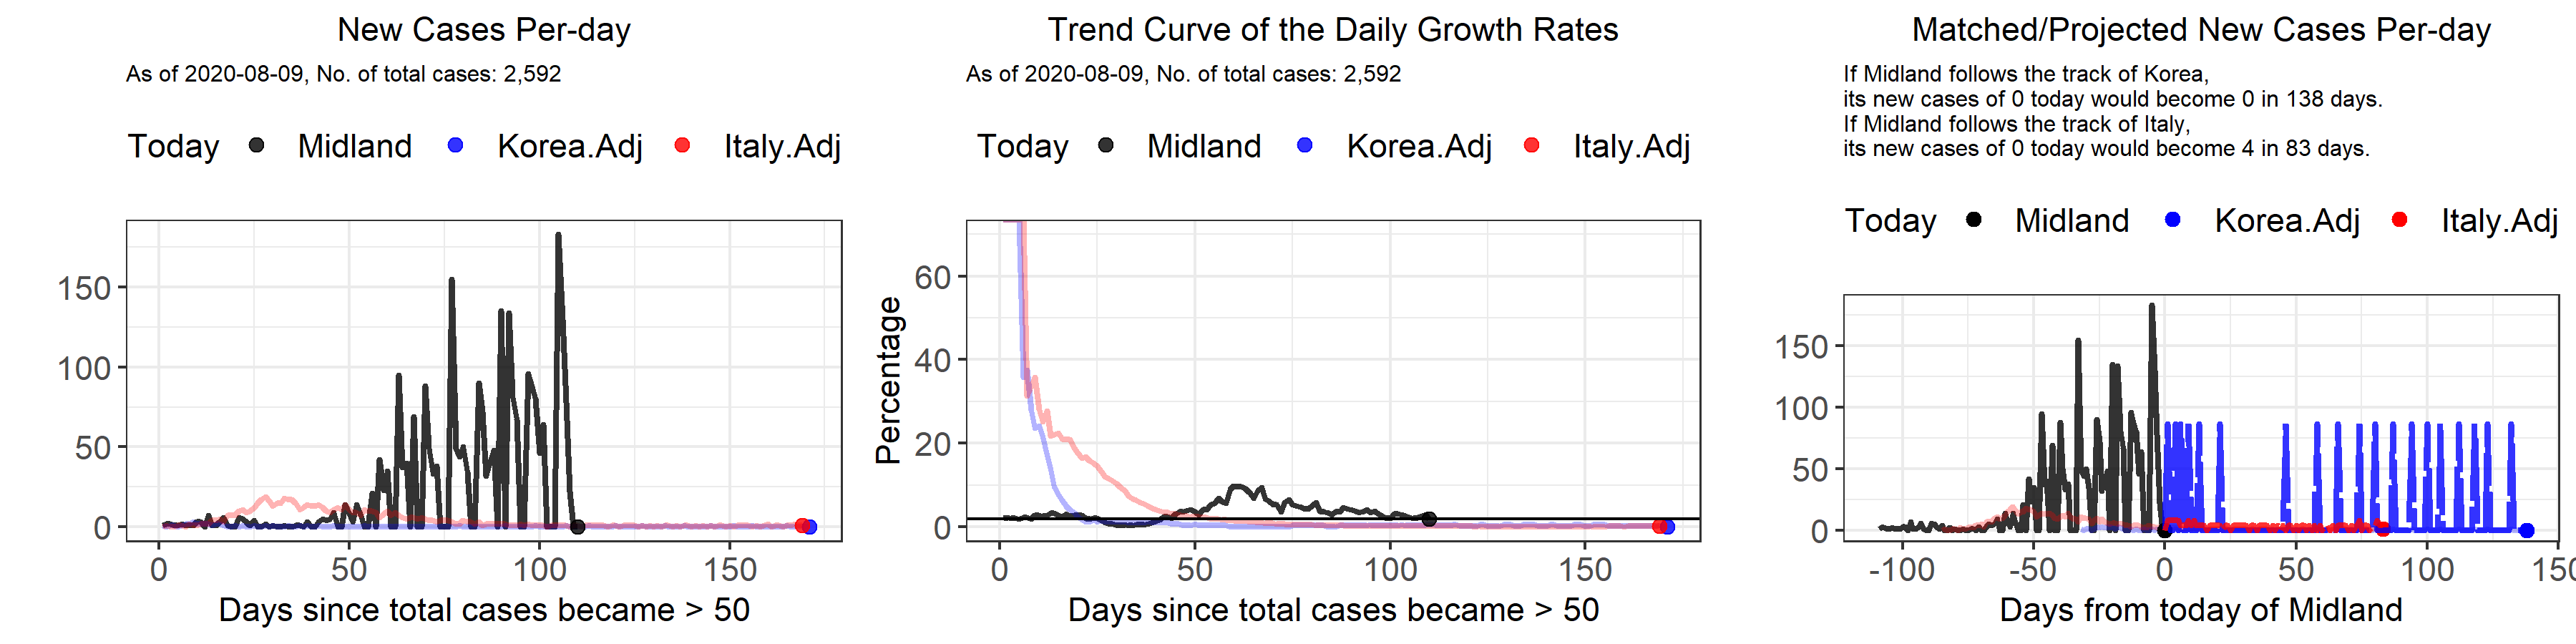 New Cases Per-day
As of 2020-08-09, No. of total cases: 2,592
Today Midland Korea.Adj Italy.Adj
150
100
50
0
0 50 100 150
Days since total cases became > 50
Trend Curve of the Daily Growth Rates
As of 2020-08-09, No. of total cases: 2,592
Today Midland Korea.Adj Italy.Adj
Percentage
60
40
20
0
0 50 100 150
Days since total cases became > 50
Matched/Projected New Cases Per-day
If Midland follows the track of Korea,
its new cases of 0 today would become 0 in 138 days.
If Midland follows the track of Italy,
its new cases of 0 today would become 4 in 83 days.
Today Midland Korea.Adj Italy.Adj
150
100
50
0
-100 -50 0 50 100 150
Days from today of Midland